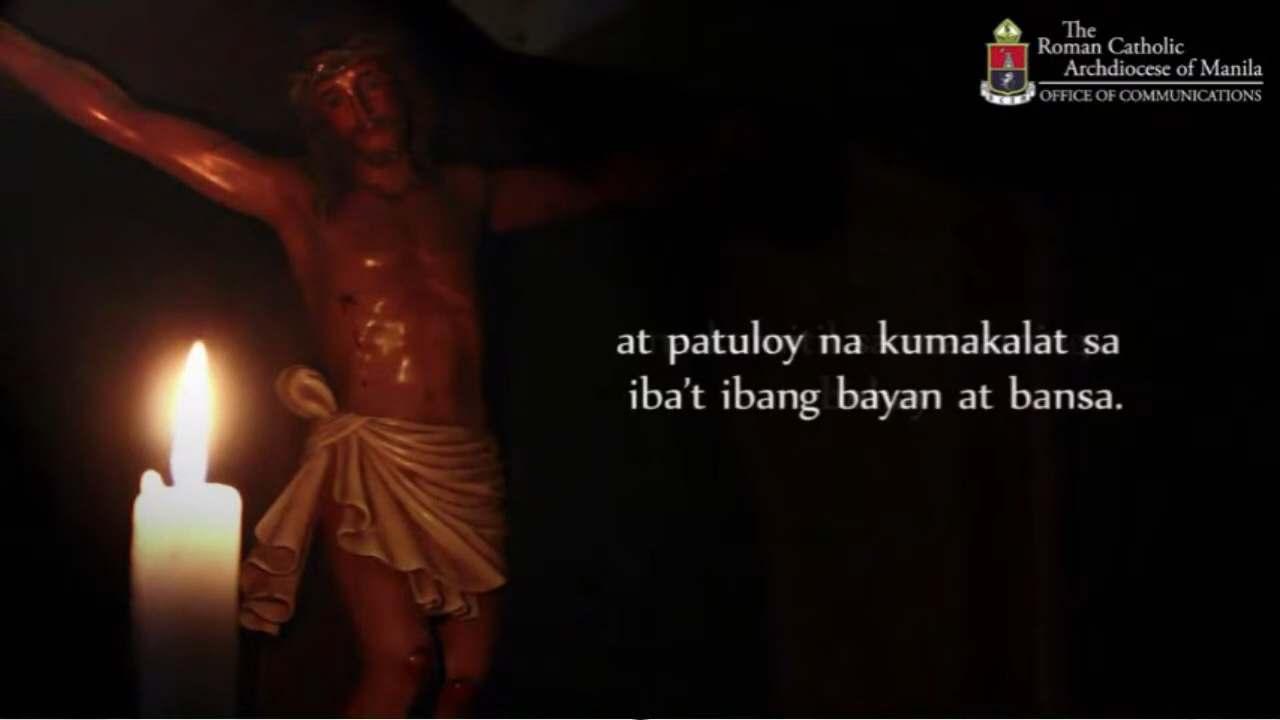 The
Roman Catholic
Archdiocese of Manila
OFFICE OF COMMUNICATIONS
at patuloy na kumakalat sa
iba't ibang bayan at bansa.